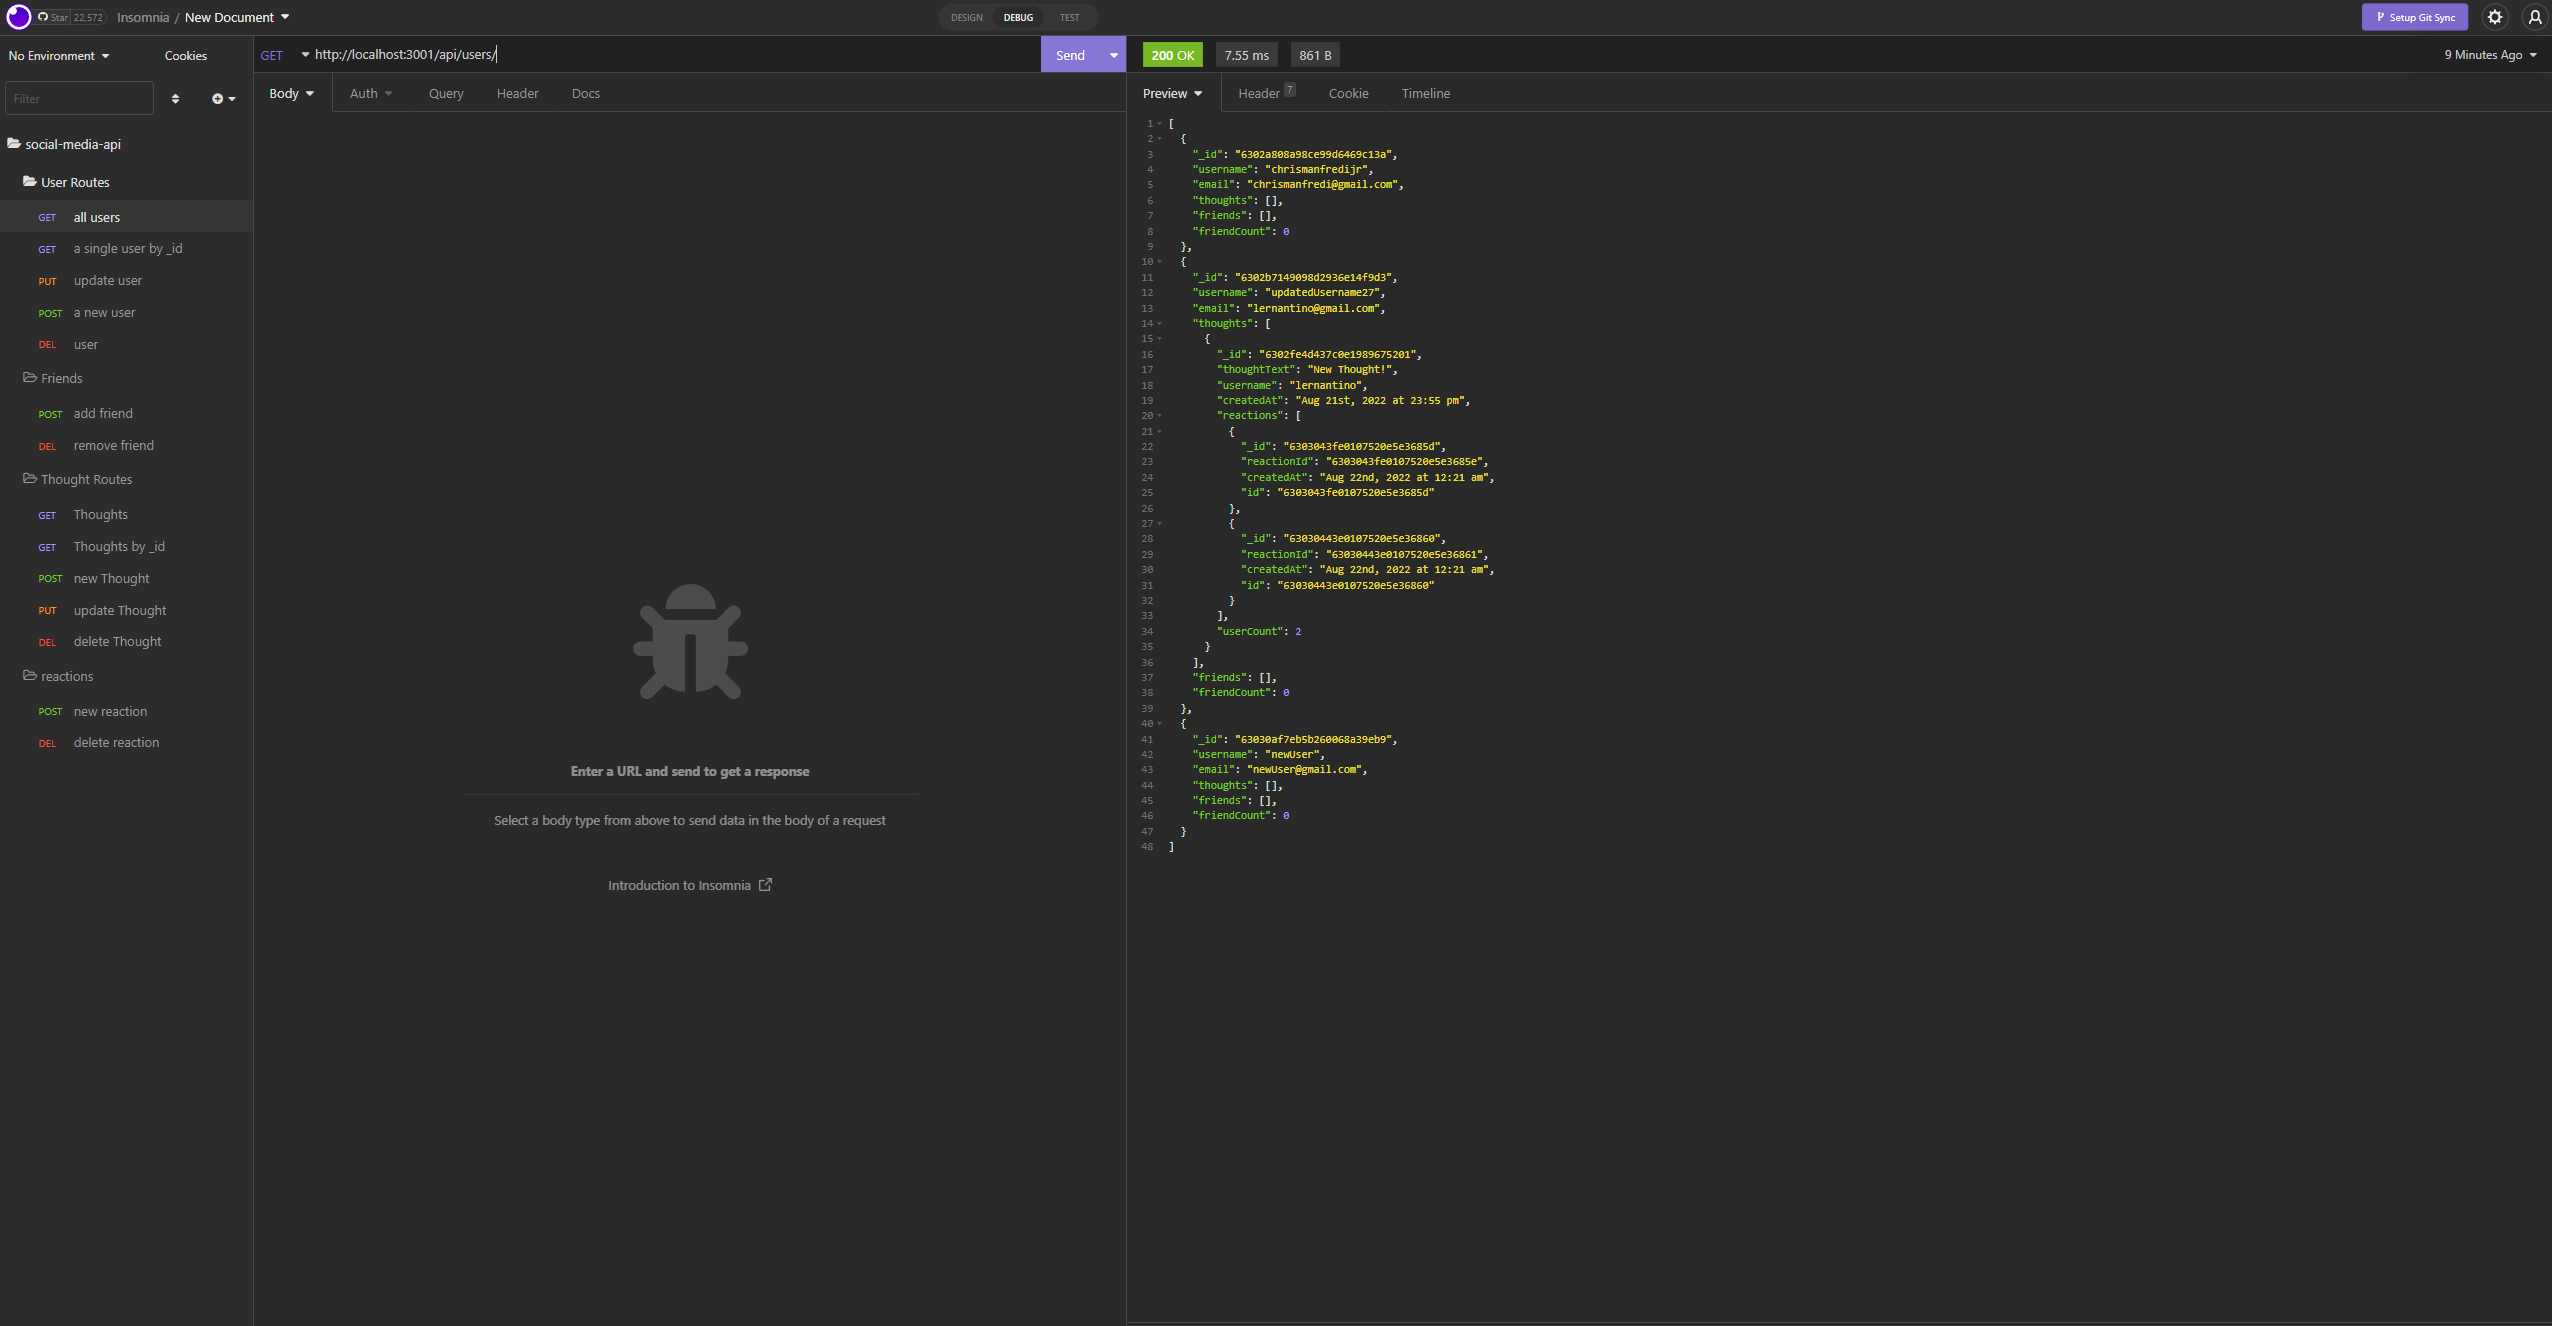 Star 22,572 Insomnia / New Document
DESIGN DEBUG TEST
Setup Git Sync
No Environment Cookies
GET http://localhost:3001/api/users/
Send
200 OK 7.55 ms 861 B
9 Minutes Ago
Filter
Body Auth Query Header Docs
Preview Header 7 Cookie Timeline
social-media-api
User Routes
GET all users
GET a single user by _id
PUT update user
POST a new user
DEL user
Friends
POST add friend
DEL remove friend
Thought Routes
GET Thoughts
GET Thoughts by _id
POST new Thought
PUT update Thought
DEL delete Thought
reactions
POST new reaction
DEL delete reaction
Enter a URL and send to get a response
Select a body type from above to send data in the body of a request
Introduction to Insomnia
1 [
2 {
3 "_id": "6302a808a98ce99d6469c13a",
4 "username": "chrismanfredijr",
5 "email": "chrismanfredi@gmail.com",
6 "thoughts": [],
7 "friends": [],
8 "friendCount": 0
9 },
10 {
11 "_id": "6302b7149098d2936e14f9d3",
12 "username": "updatedUsername27",
13 "email": "lernantino@gmail.com",
14 "thoughts": [
15 {
16 "_id": "6302fe4d437c0e1989675201",
17 "thoughtText": "New Thought!",
18 "username": "lernantino",
19 "createdAt": "Aug 21st, 2022 at 23:55 pm",
20 "reactions": [
21 {
22 "_id": "6303043fe0107520e5e3685d",
23 "reactionId": "6303043fe0107520e5e3685e",
24 "createdAt": "Aug 22nd, 2022 at 12:21 am",
25 "id": "6303043fe0107520e5e3685d"
26 },
27 {
28 "_id": "63030443e0107520e5e36860",
29 "reactionId": "63030443e0107520e5e36861",
30 "createdAt": "Aug 22nd, 2022 at 12:21 am",
31 "id": "63030443e0107520e5e36860"
32 }
33 ],
34 "userCount": 2
35 }
36 ],
37 "friends": [],
38 "friendCount": 0
39 },
40 {
41 "_id": "63030af7eb5b260068a39eb9",
42 "username": "newUser",
43 "email": "newUser@gmail.com",
44 "thoughts": [],
45 "friends": [],
46 "friendCount": 0
47 }
48 ]